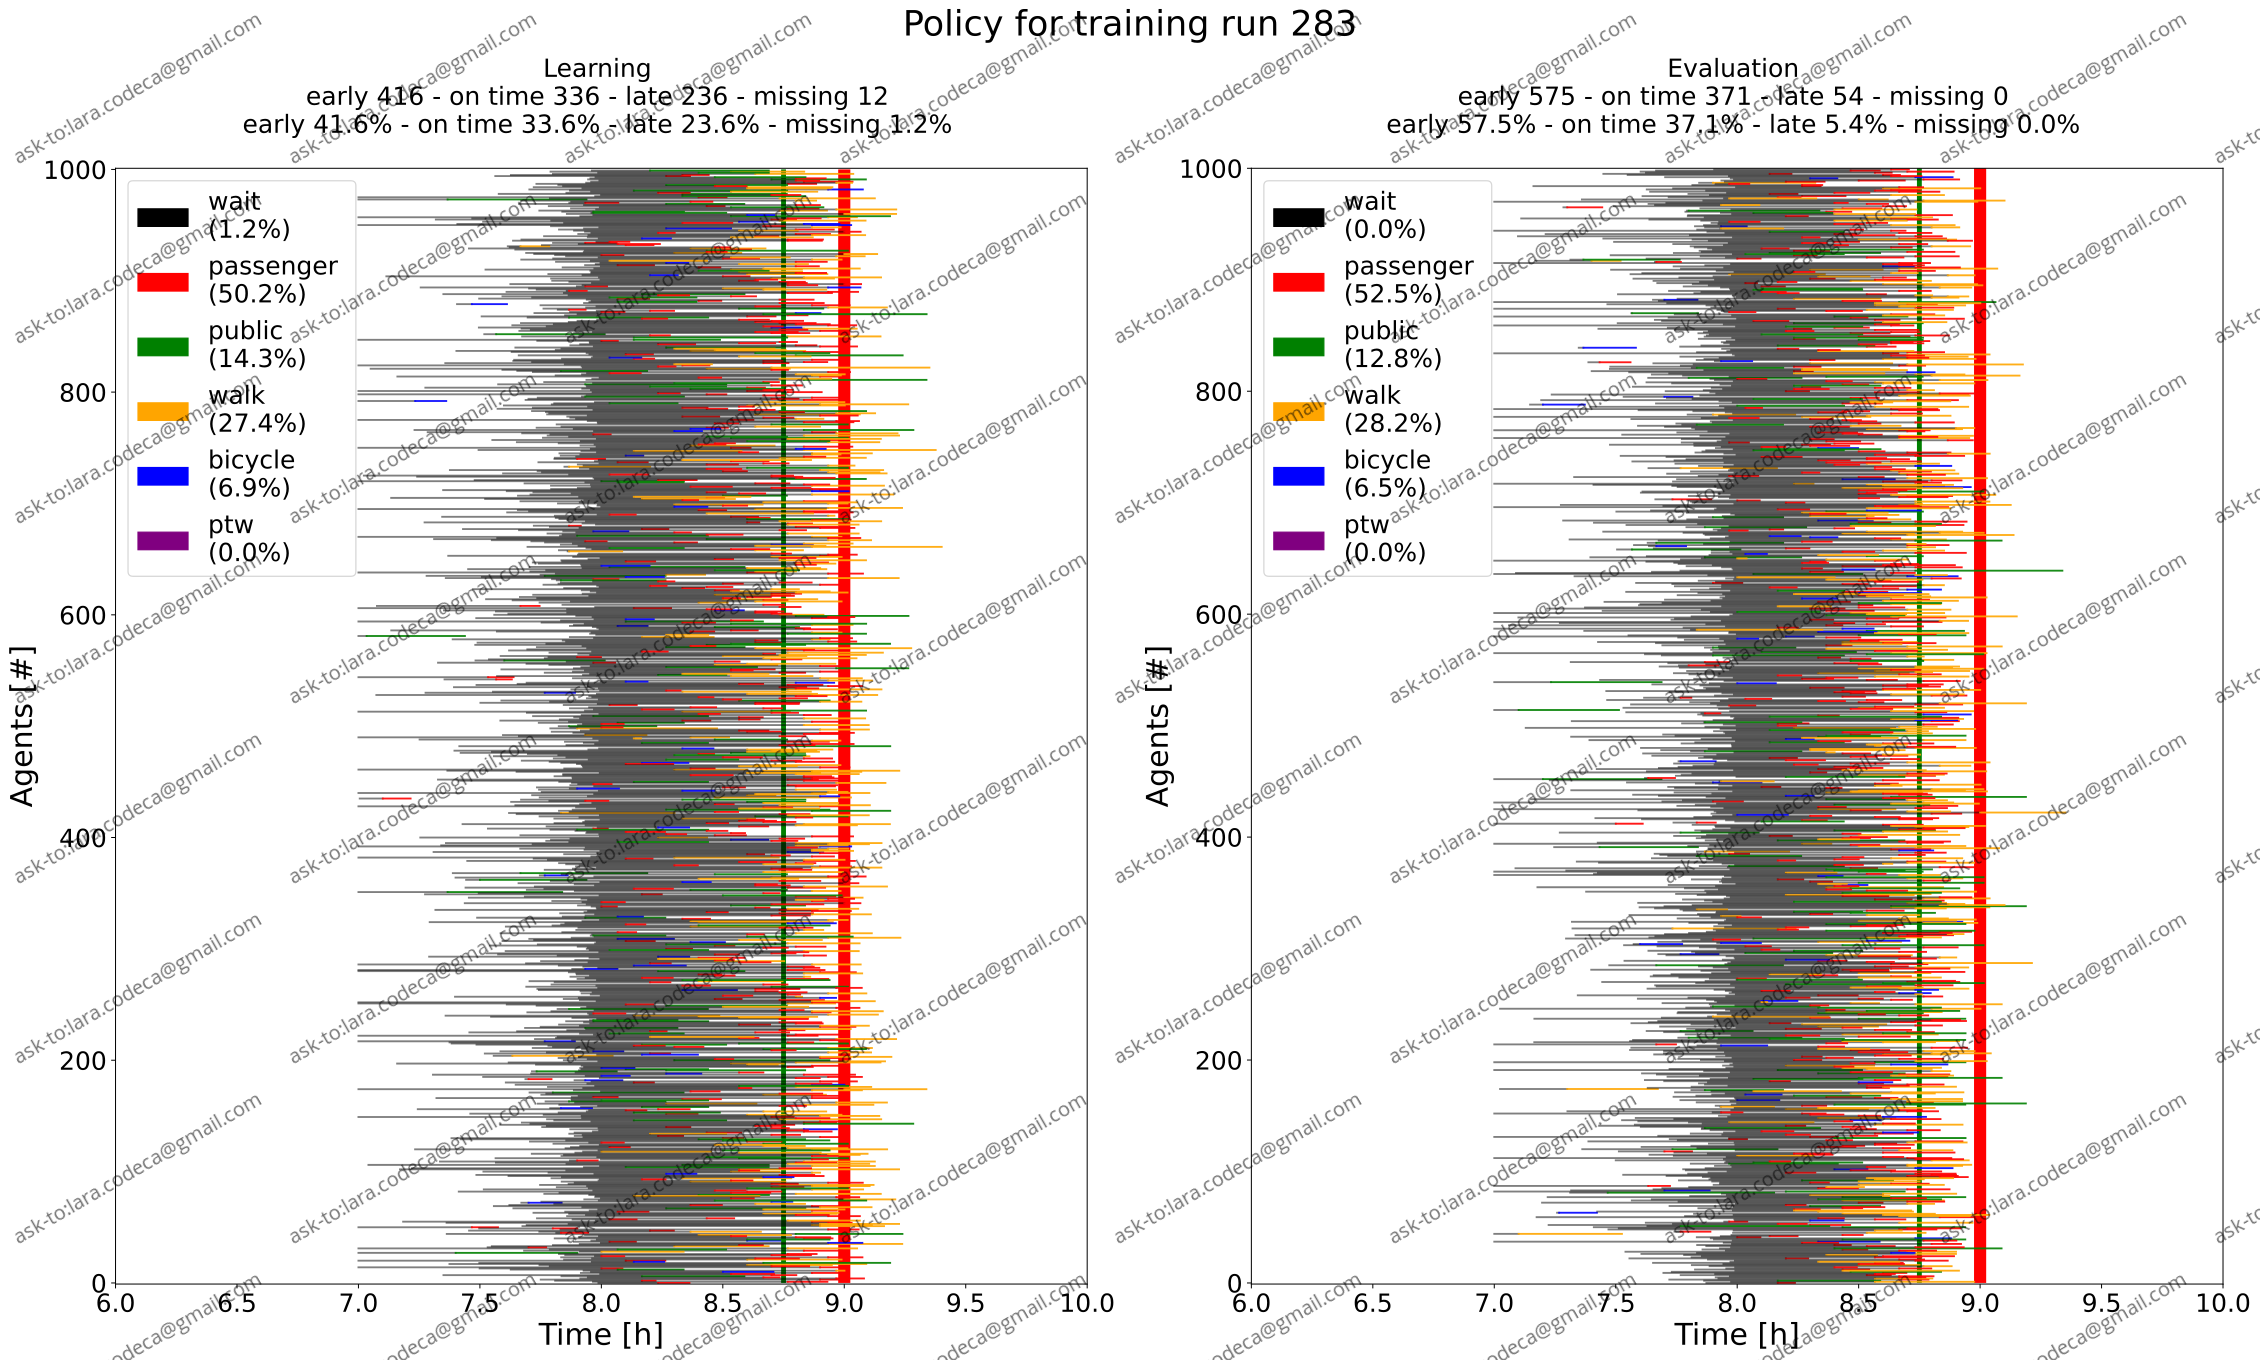 Policy for training run 283
Learning
early 416 - on time 336 - late 236 - missing 12
early 41.6% - on time 33.6% - late 23.6% - missing 1.2%
1000
800
600
400
200
0
Agents [#]
wait
(1.2%)
passenger
(50.2%)
public
(14.3%)
walk
(27.4%)
bicycle
(6.9%)
ptw
(0.0%)
6.0 6.5 7.0 7.5 8.0 8.5 9.0 9.5 10.0
Time [h]
Evaluation
early 575 - on time 371 - late 54 - missing 0
early 57.5% - on time 37.1% - late 5.4% - missing 0.0%
1000
800
600
400
200
0
Agents [#]
wait
(0.0%)
passenger
(52.5%)
public
(12.8%)
walk
(28.2%)
bicycle
(6.5%)
ptw
(0.0%)
6.0 6.5 7.0 7.5 8.0 8.5 9.0 9.5 10.0
Time [h]
ask-to:lara.codeca@gmail.com